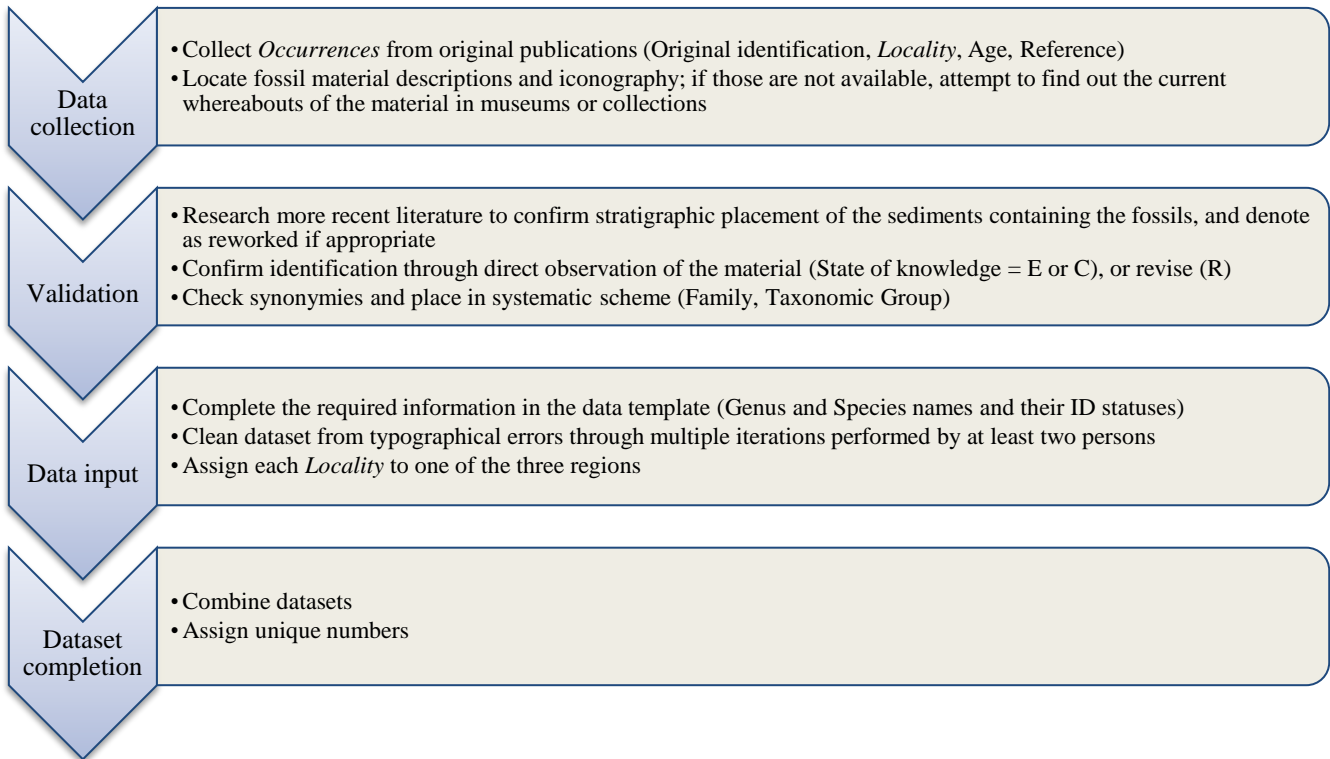 Data
collection
• Collect Occurrences from original publications (Original identification, Locality, Age, Reference)
• Locate fossil material descriptions and iconography; if those are not available, attempt to find out the current
whereabouts of the material in museums or collections
Validation
• Research more recent literature to confirm stratigraphic placement of the sediments containing the fossils, and denote
as reworked if appropriate
• Confirm identification through direct observation of the material (State of knowledge = E or C), or revise (R)
• Check synonymies and place in systematic scheme (Family, Taxonomic Group)
Data input
• Complete the required information in the data template (Genus and Species names and their ID statuses)
• Clean dataset from typographical errors through multiple iterations performed by at least two persons
• Assign each Locality to one of the three regions
Dataset
completion
• Combine datasets
• Assign unique numbers